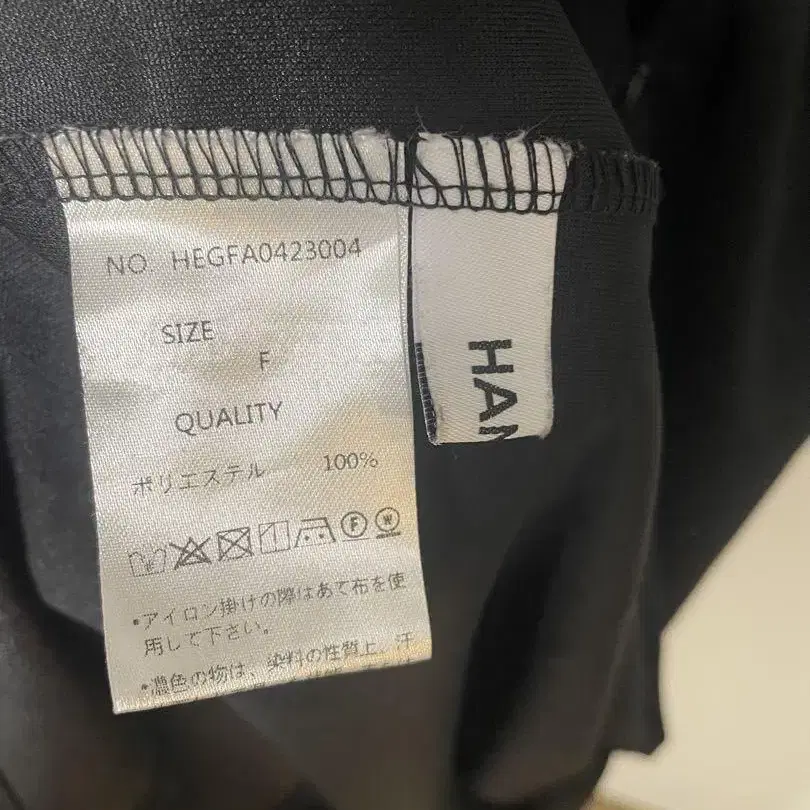 NO. HEGFA0423004
SIZE
F
QUALITY
ポリエステル 100%
F W
•アイロン掛けの際はあて布を使
用して下さい。
•濃色の物は、染料の性質上、汗
HAN